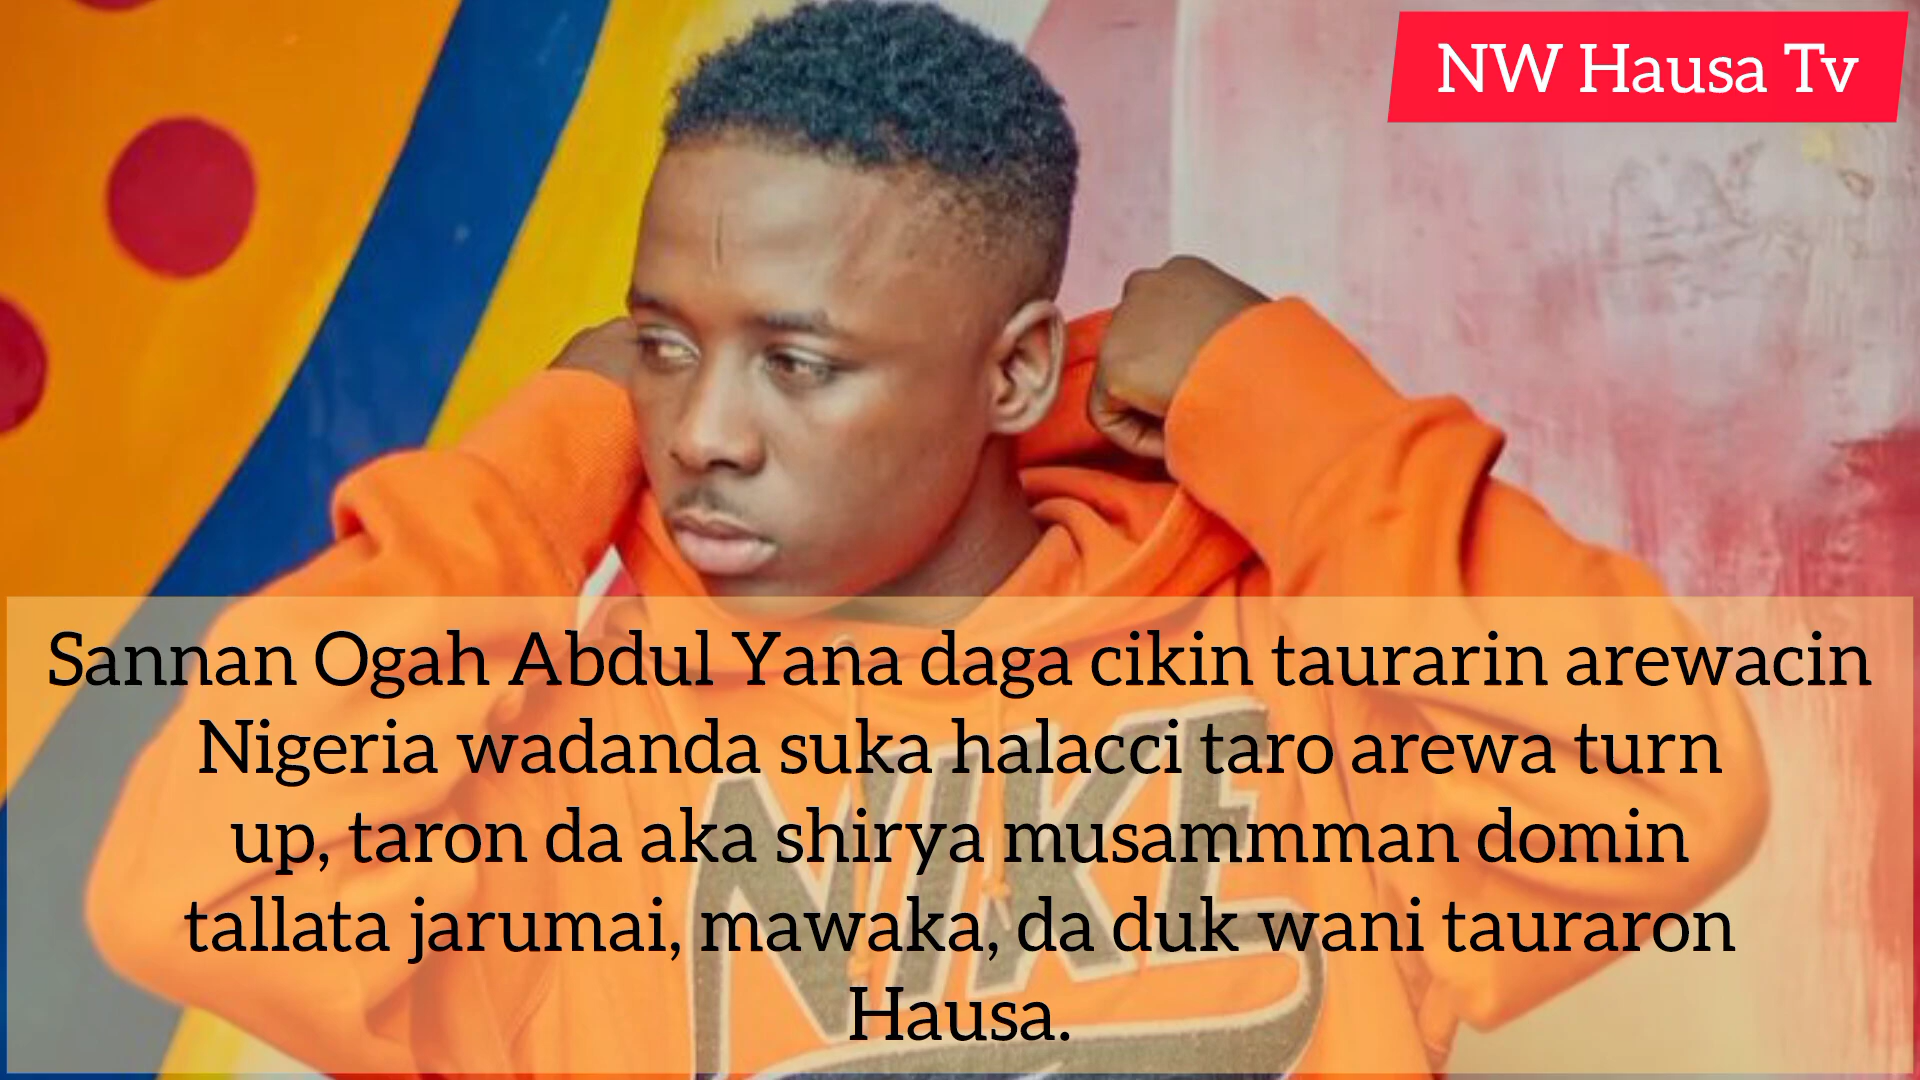 NW Hausa Tv
Sannan Ogah Abdul Yana daga cikin taurarin arewacin
Nigeria wadanda suka halacci taro arewa turn
up, taron da aka shirya musammman domin
tallata jarumai, mawaka, da duk wani tauraron
Hausa.
NIKE